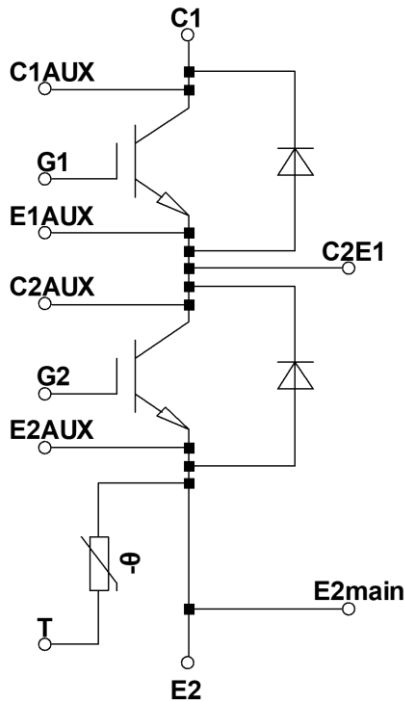 C1
C1AUX
G1
E1AUX
C2E1
C2AUX
G2
E2AUX
-θ
E2main
T
E2